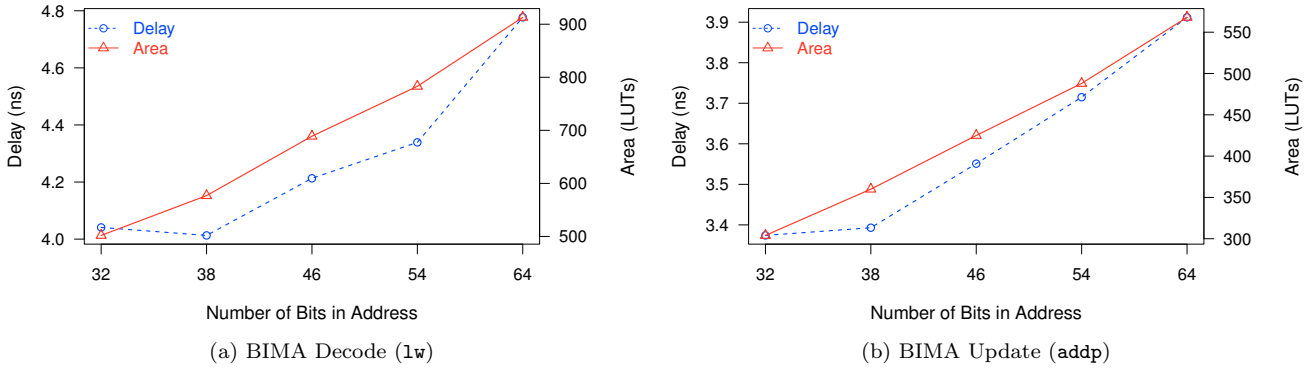 4.8
4.6
4.4
4.2
4.0
Delay (ns)
Delay
Area
900
800
700
600
500
Area (LUTs)
32 38 46 54 64
Number of Bits in Address
(a) BIMA Decode (lw)
3.9
3.8
3.7
3.6
3.5
3.4
Delay (ns)
Delay
Area
550
500
450
400
350
300
Area (LUTs)
32 38 46 54 64
Number of Bits in Address
(b) BIMA Update (addp)